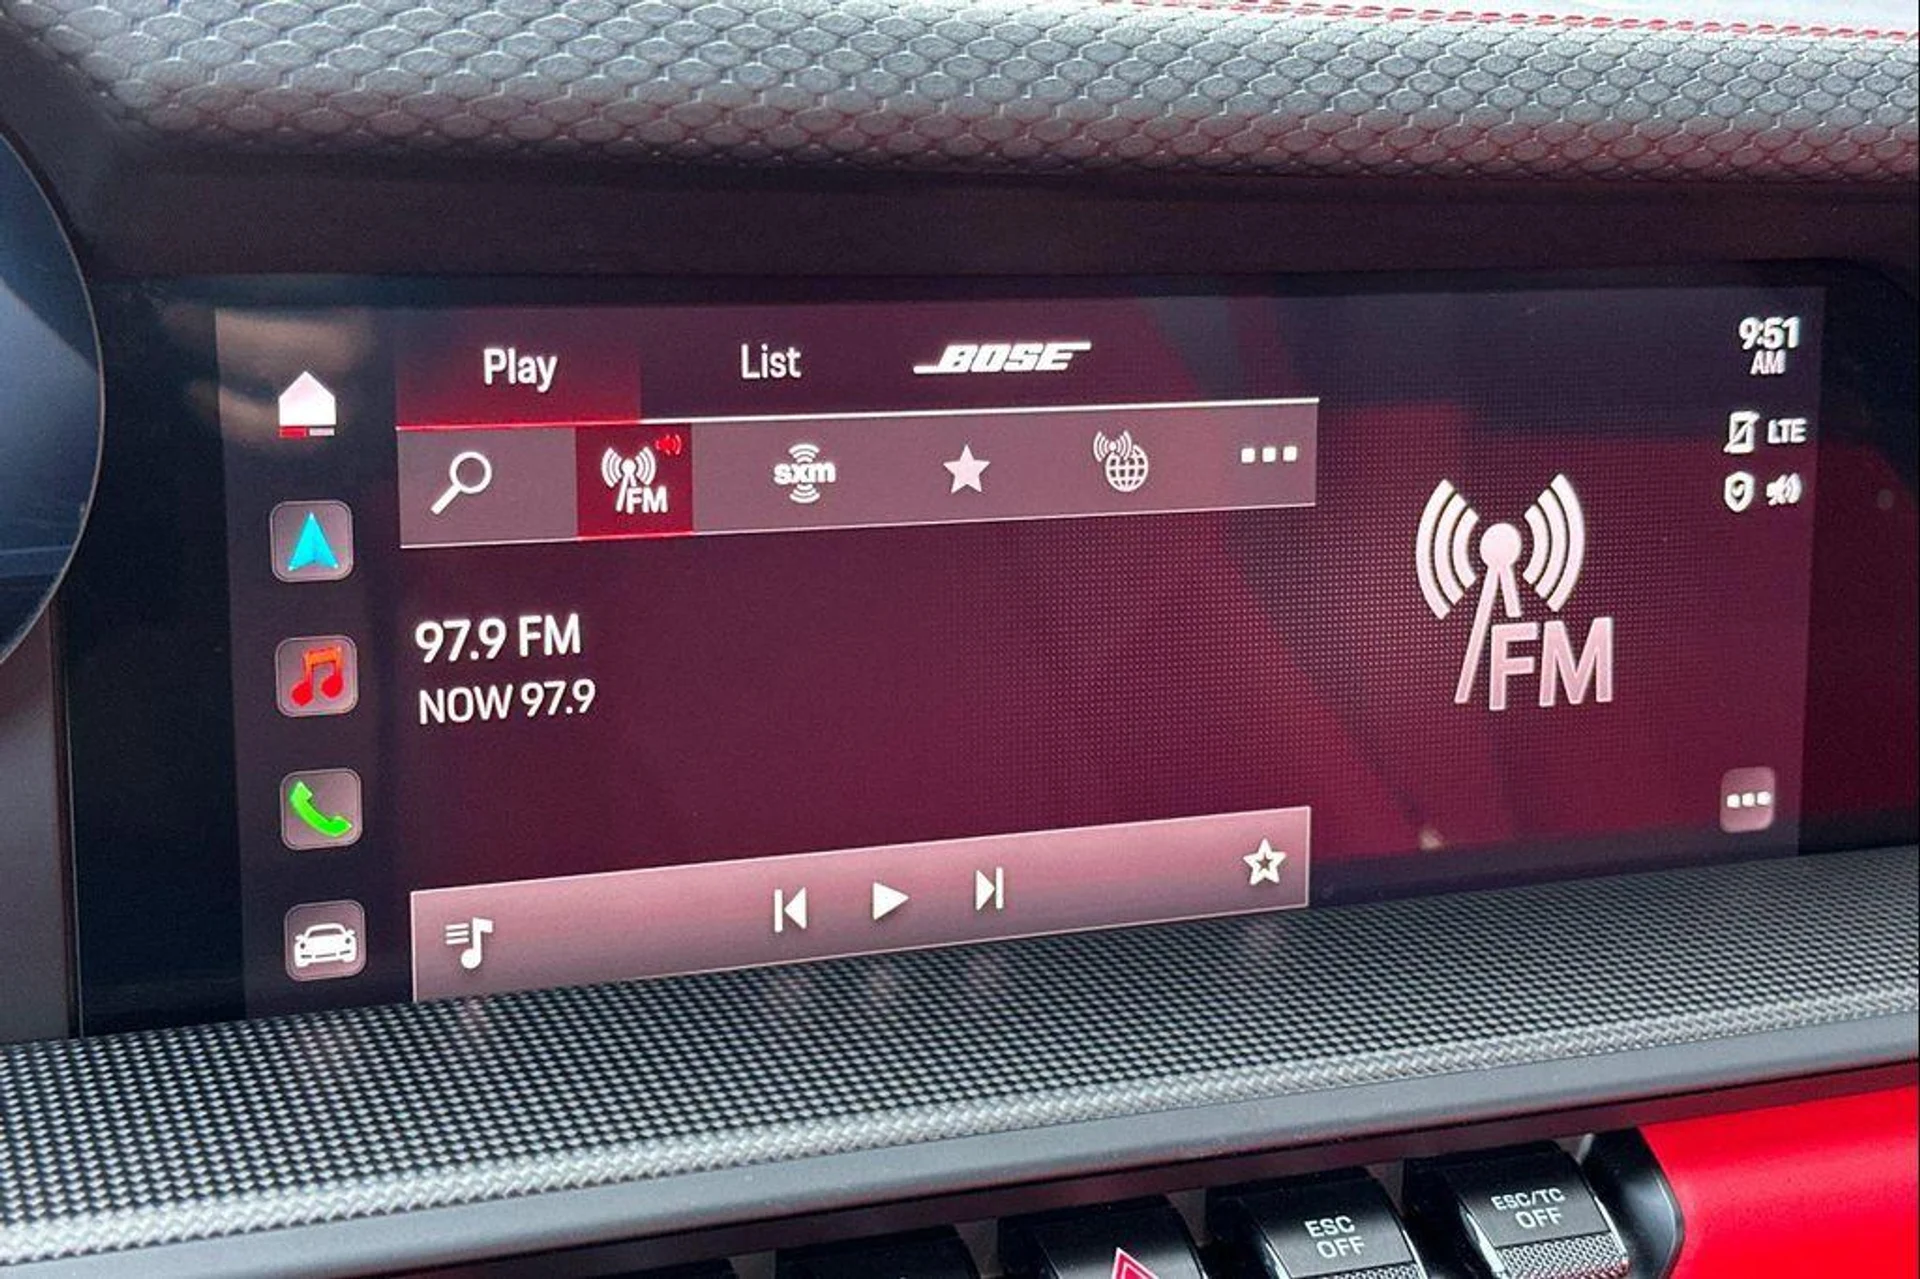 Play
List
BOSE
9:51
AM
FM
sxm
LTE
97.9 FM
NOW 97.9
FM
ESC
OFF
ESC/TC
OFF